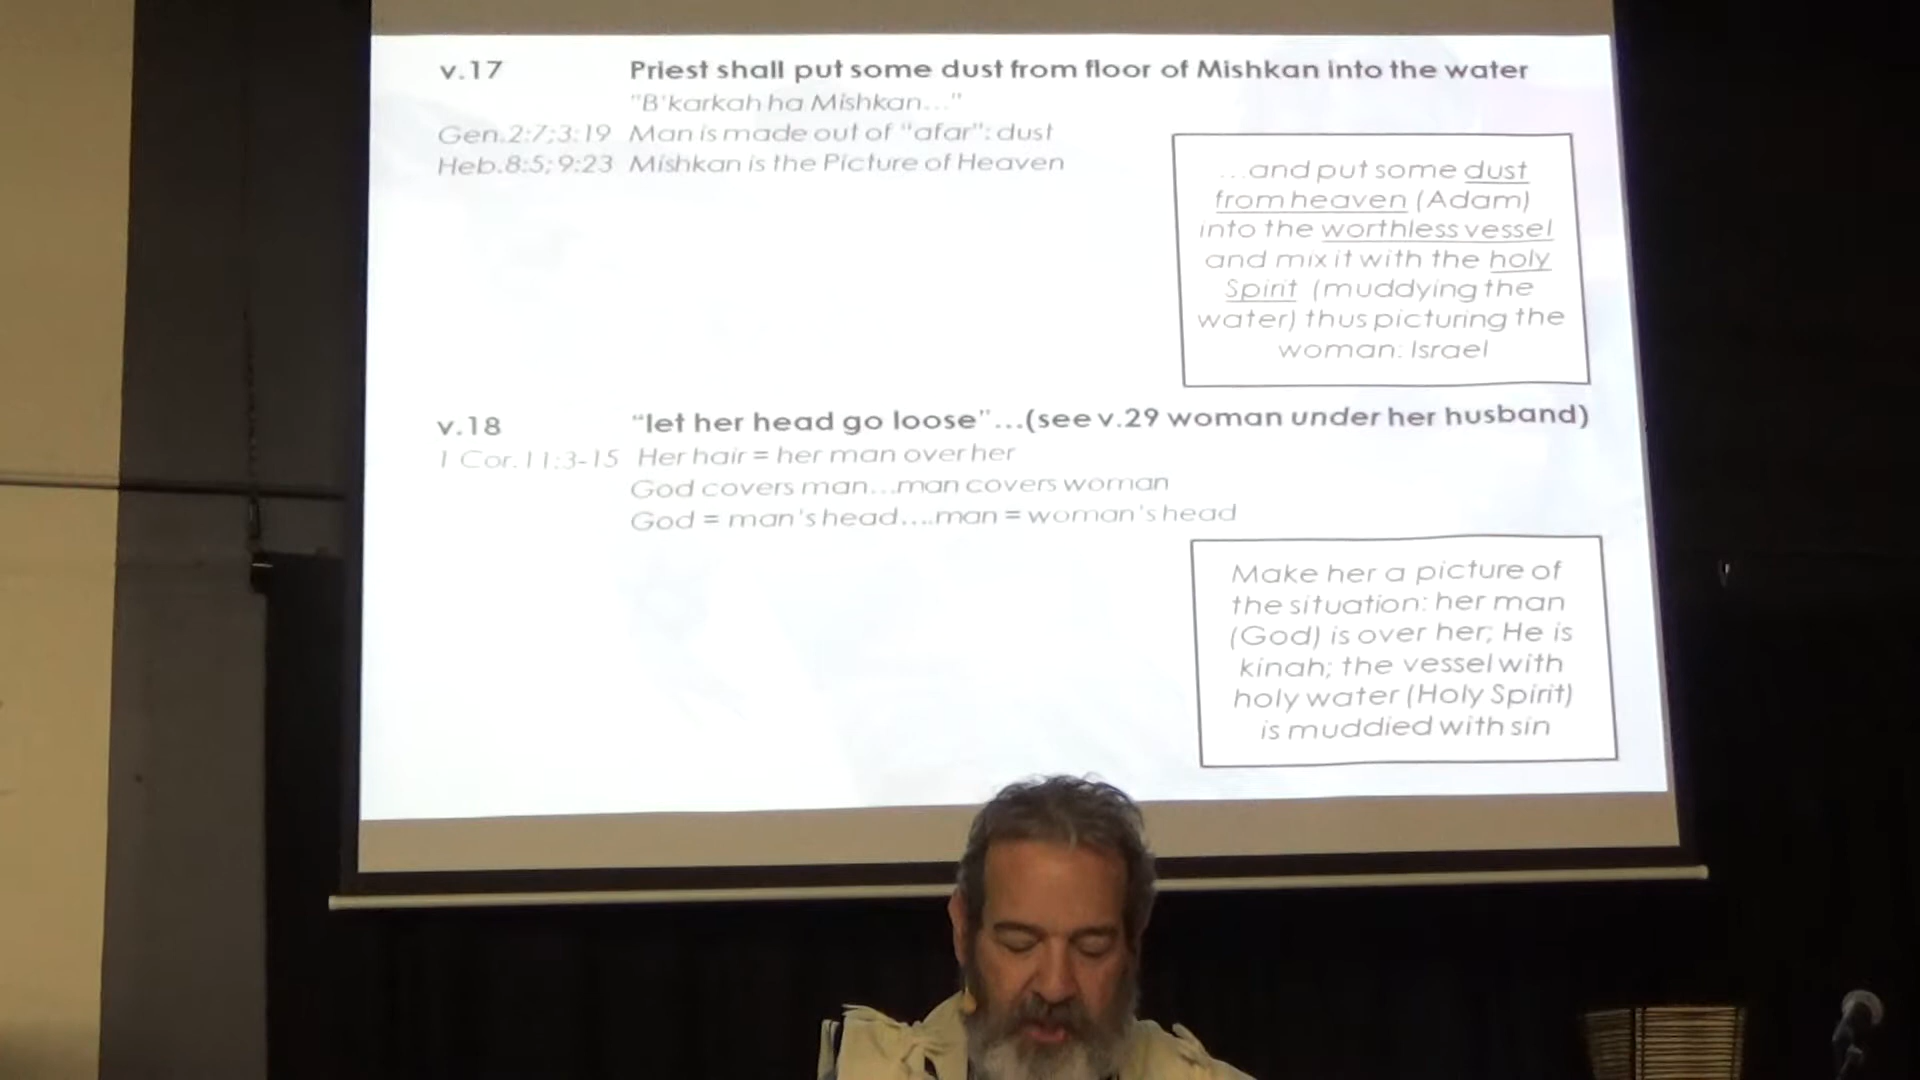 v.17 Priest shall put some dust from floor of Mishkan into the water
"B'karkah ha Mishkan..."
Gen.2:7;3:19 Man is made out of "afar": dust
Heb.8:5; 9:23 Mishkan is the Picture of Heaven
...and put some dust
from heaven (Adam)
into the worthless vessel
and mix it with the holy
Spirit (muddying the
water) thus picturing the
woman: Israel
v.18 "let her head go loose"...(see v.29 woman under her husband)
1 Cor.11:3-15 Her hair = her man over her
God covers man...man covers woman
God = man's head....man = woman's head
Make her a picture of
the situation: her man
(God) is over her; He is
kinah; the vessel with
holy water (Holy Spirit)
is muddied with sin